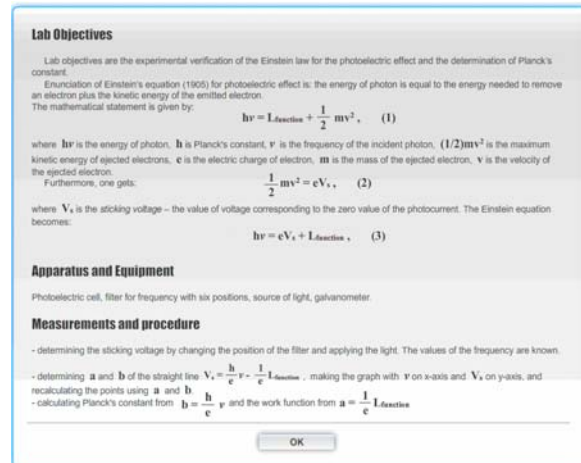 Lab Objectives
Lab objectives are the experimental verification of the Einstein law for the photoelectric effect and the determination of Planck's
constant.
Enunciation of Einstein's equation (1905) for photoelectric effect is: the energy of photon is equal to the energy needed to remove
an electron plus the kinetic energy of the emitted electron.
The mathematical statement is given by:
hν = Lfunction + 1/2 mv², (1)
where hν is the energy of photon, h is Planck's constant, ν is the frequency of the incident photon, (1/2)mv² is the maximum
kinetic energy of ejected electrons, e is the electric charge of electron, m is the mass of the ejected electron, v is the velocity of
the ejected electron.
Furthermore, one gets:
1/2 mv² = eVs, (2)
where Vs is the sticking voltage – the value of voltage corresponding to the zero value of the photocurrent. The Einstein equation
becomes:
hν = eVs + Lfunction, (3)
Apparatus and Equipment
Photoelectric cell, filter for frequency with six positions, source of light, galvanometer.
Measurements and procedure
- determining the sticking voltage by changing the position of the filter and applying the light. The values of the frequency are known.
- determining a and b of the straight line Vs = h/e ν - 1/e Lfunction, making the graph with ν on x-axis and Vs on y-axis, and
recalculating the points using a and b.
- calculating Planck's constant from b = h/e ν and the work function from a = 1/e Lfunction
OK